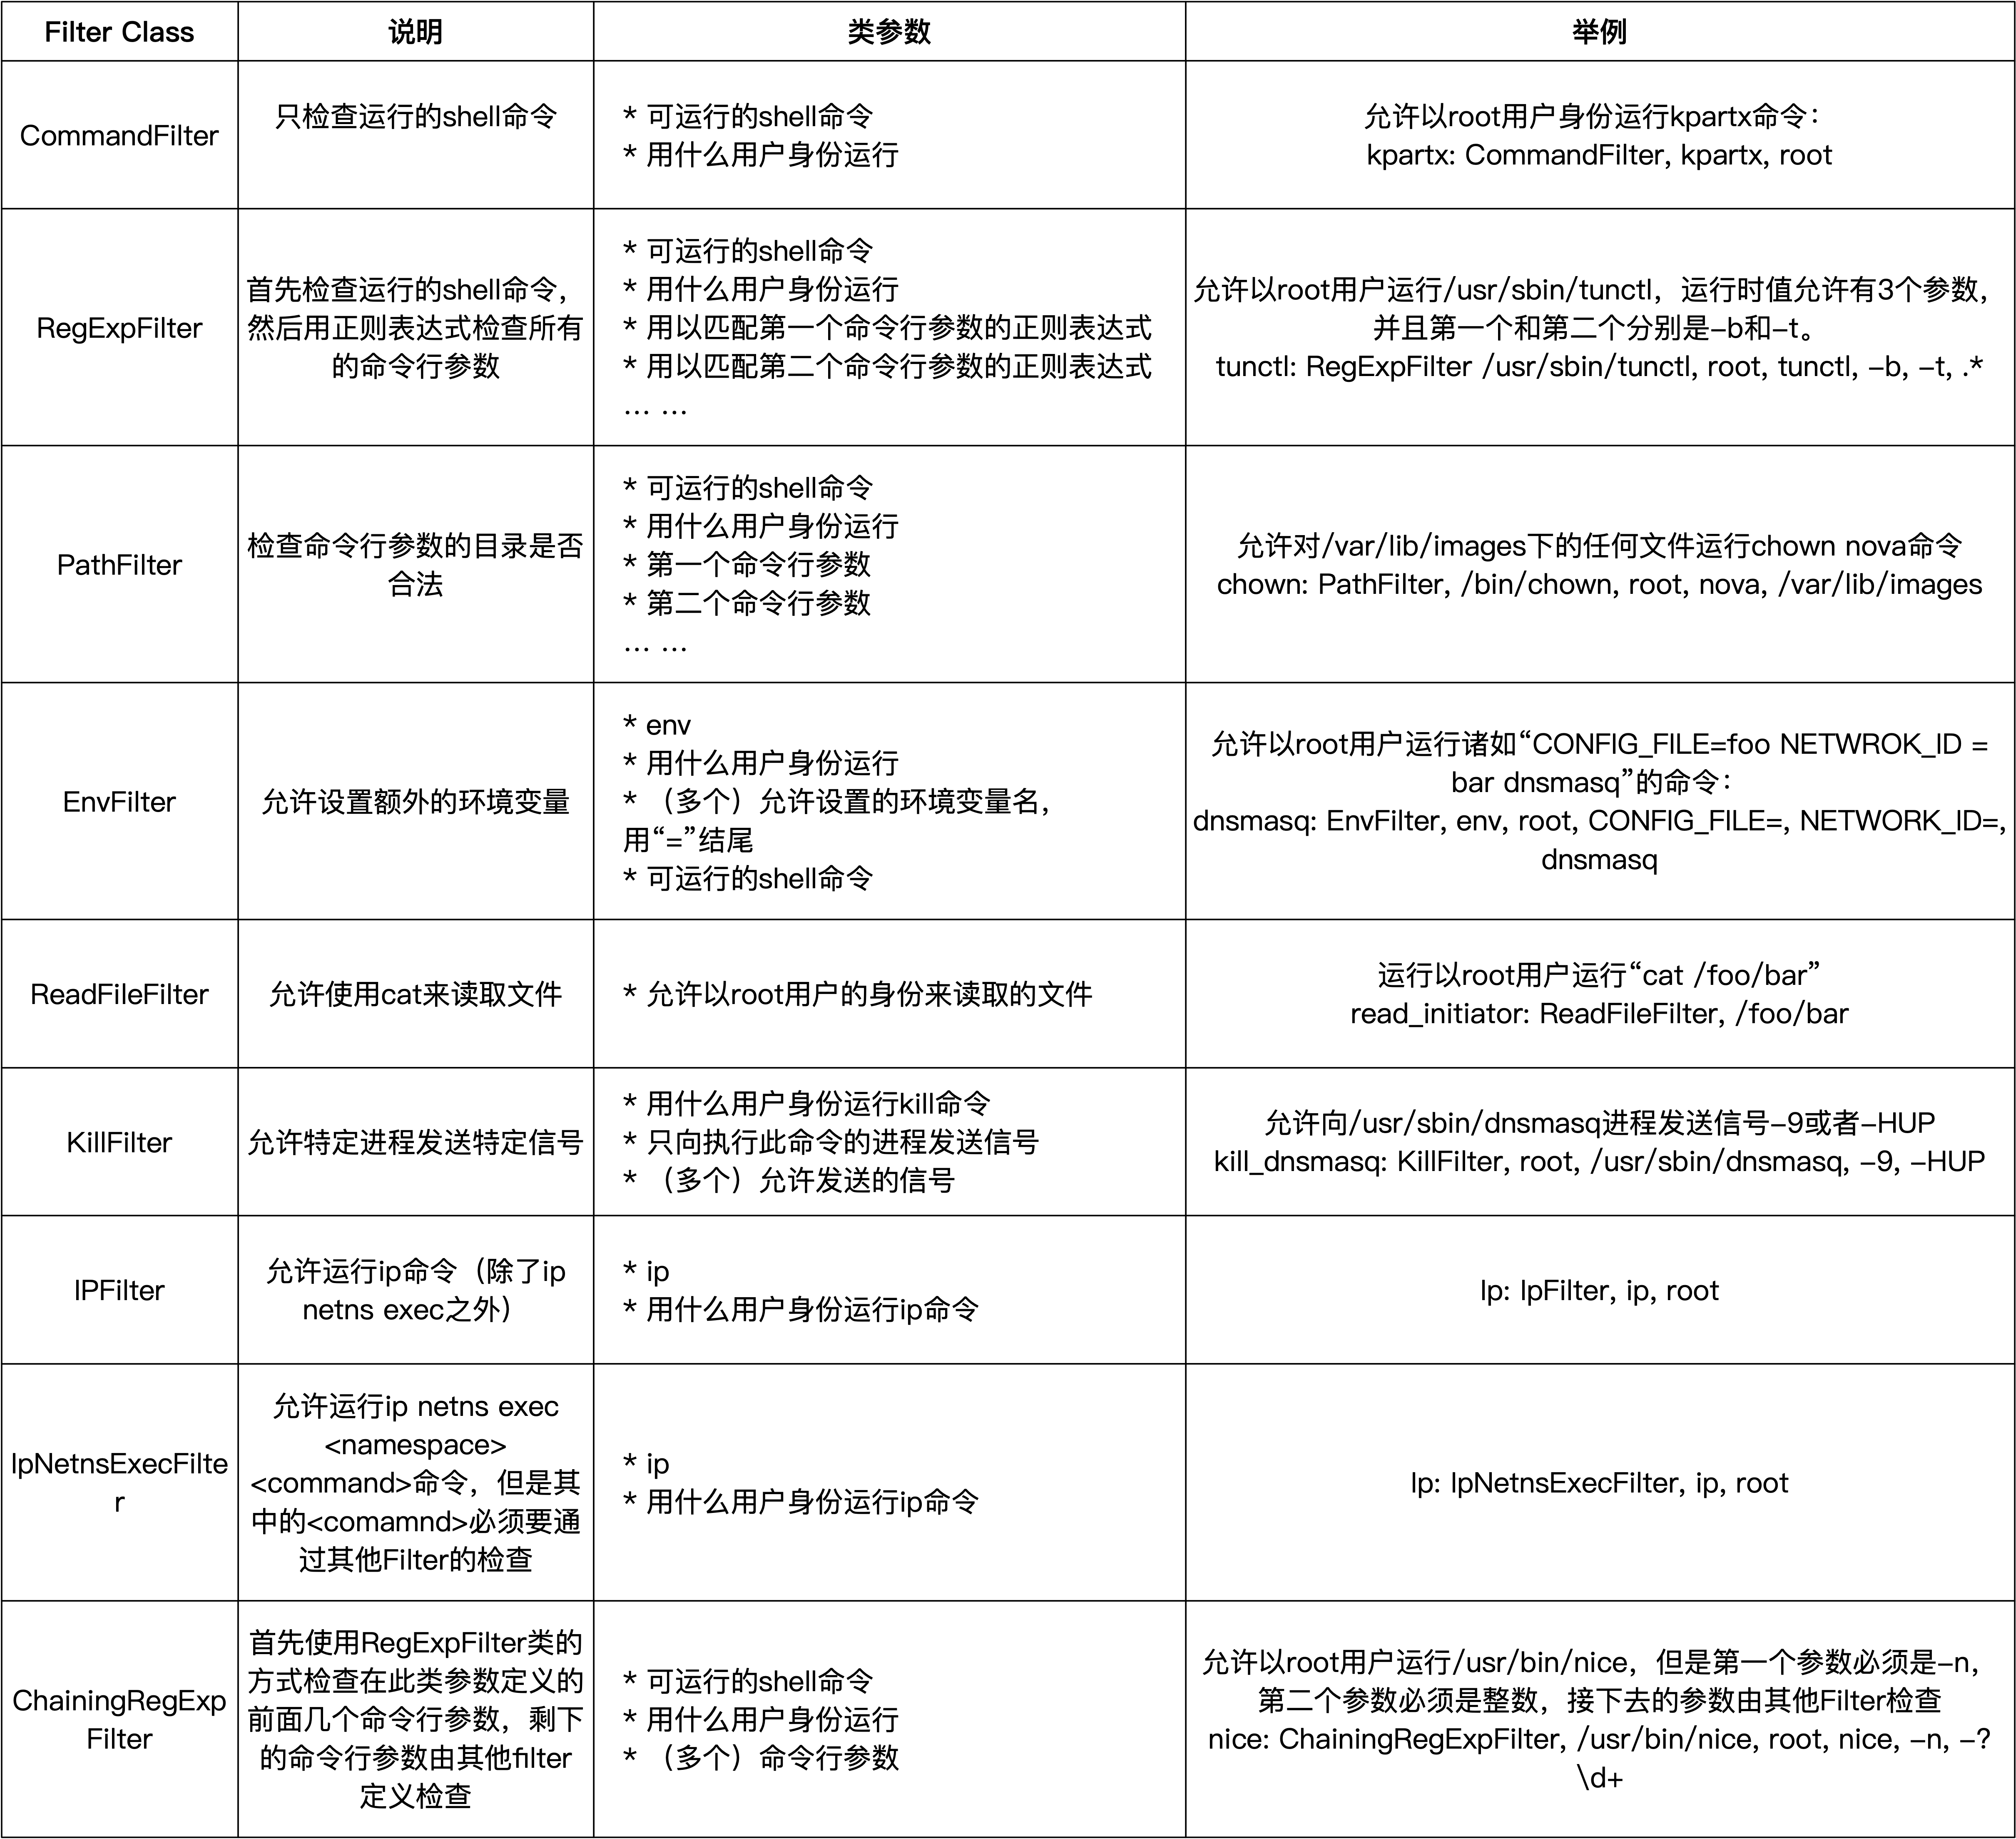 Filter Class
说明
类参数
举例
CommandFilter
只检查运行的shell命令
* 可运行的shell命令
* 用什么用户身份运行
允许以root用户身份运行kpartx命令：
kpartx: CommandFilter, kpartx, root
RegExpFilter
首先检查运行的shell命令，
然后用正则表达式检查所有
的命令行参数
* 可运行的shell命令
* 用什么用户身份运行
* 用以匹配第一个命令行参数的正则表达式
* 用以匹配第二个命令行参数的正则表达式
… …
允许以root用户运行/usr/sbin/tunctl，运行时值允许有3个参数，
并且第一个和第二个分别是-b和-t。
tunctl: RegExpFilter /usr/sbin/tunctl, root, tunctl, -b, -t, .*
PathFilter
检查命令行参数的目录是否
合法
* 可运行的shell命令
* 用什么用户身份运行
* 第一个命令行参数
* 第二个命令行参数
… …
允许对/var/lib/images下的任何文件运行chown nova命令
chown: PathFilter, /bin/chown, root, nova, /var/lib/images
EnvFilter
允许设置额外的环境变量
* env
* 用什么用户身份运行
* （多个）允许设置的环境变量名，
用“=”结尾
* 可运行的shell命令
允许以root用户运行诸如“CONFIG_FILE=foo NETWROK_ID =
bar dnsmasq”的命令：
dnsmasq: EnvFilter, env, root, CONFIG_FILE=, NETWORK_ID=,
dnsmasq
ReadFileFilter
允许使用cat来读取文件
* 允许以root用户的身份来读取的文件
运行以root用户运行“cat /foo/bar”
read_initiator: ReadFileFilter, /foo/bar
KillFilter
允许特定进程发送特定信号
* 用什么用户身份运行kill命令
* 只向执行此命令的进程发送信号
* （多个）允许发送的信号
允许向/usr/sbin/dnsmasq进程发送信号-9或者-HUP
kill_dnsmasq: KillFilter, root, /usr/sbin/dnsmasq, -9, -HUP
IPFilter
允许运行ip命令（除了ip
netns exec之外）
* ip
* 用什么用户身份运行ip命令
Ip: IpFilter, ip, root
IpNetnsExecFilte
r
允许运行ip netns exec
<namespace>
<command>命令，但是其
中的<comamnd>必须要通
过其他Filter的检查
* ip
* 用什么用户身份运行ip命令
Ip: IpNetnsExecFilter, ip, root
ChainingRegExp
Filter
首先使用RegExpFilter类的
方式检查在此类参数定义的
前面几个命令行参数，剩下
的命令行参数由其他filter
定义检查
* 可运行的shell命令
* 用什么用户身份运行
* （多个）命令行参数
允许以root用户运行/usr/bin/nice，但是第一个参数必须是-n，
第二个参数必须是整数，接下去的参数由其他Filter检查
nice: ChainingRegExpFilter, /usr/bin/nice, root, nice, -n, -?
\d+